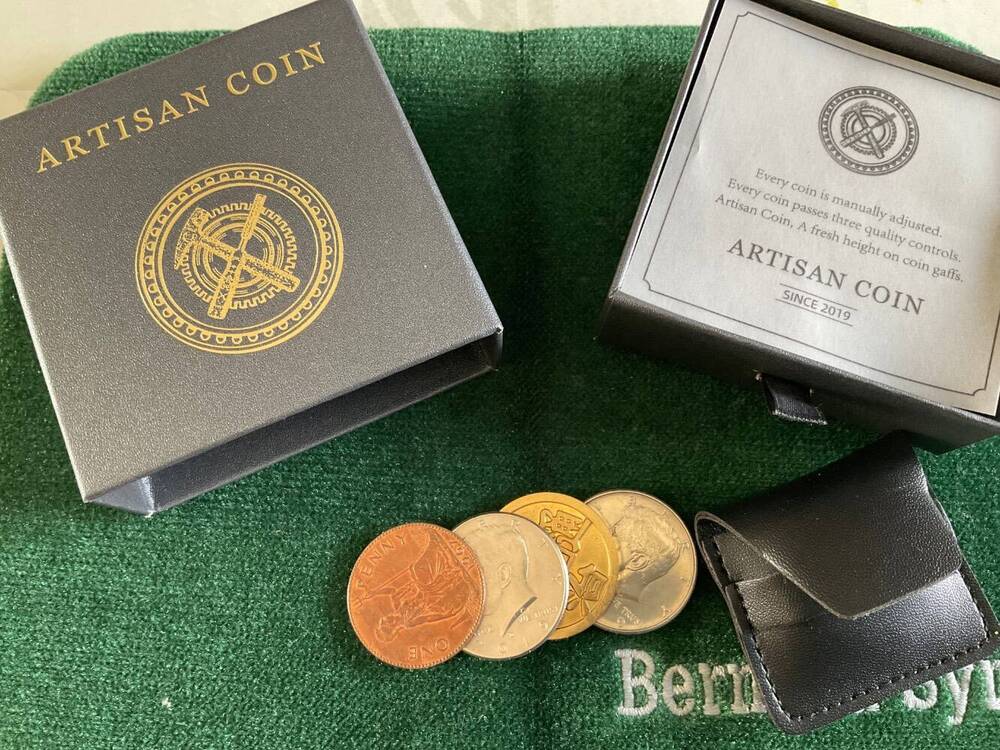 ARTISAN COIN
Every coin is manually adjusted.
Every coin passes three quality controls.
Artisan Coin, A fresh height on coin gaffs.
ARTISAN COIN
SINCE 2019
PENNY
ONE